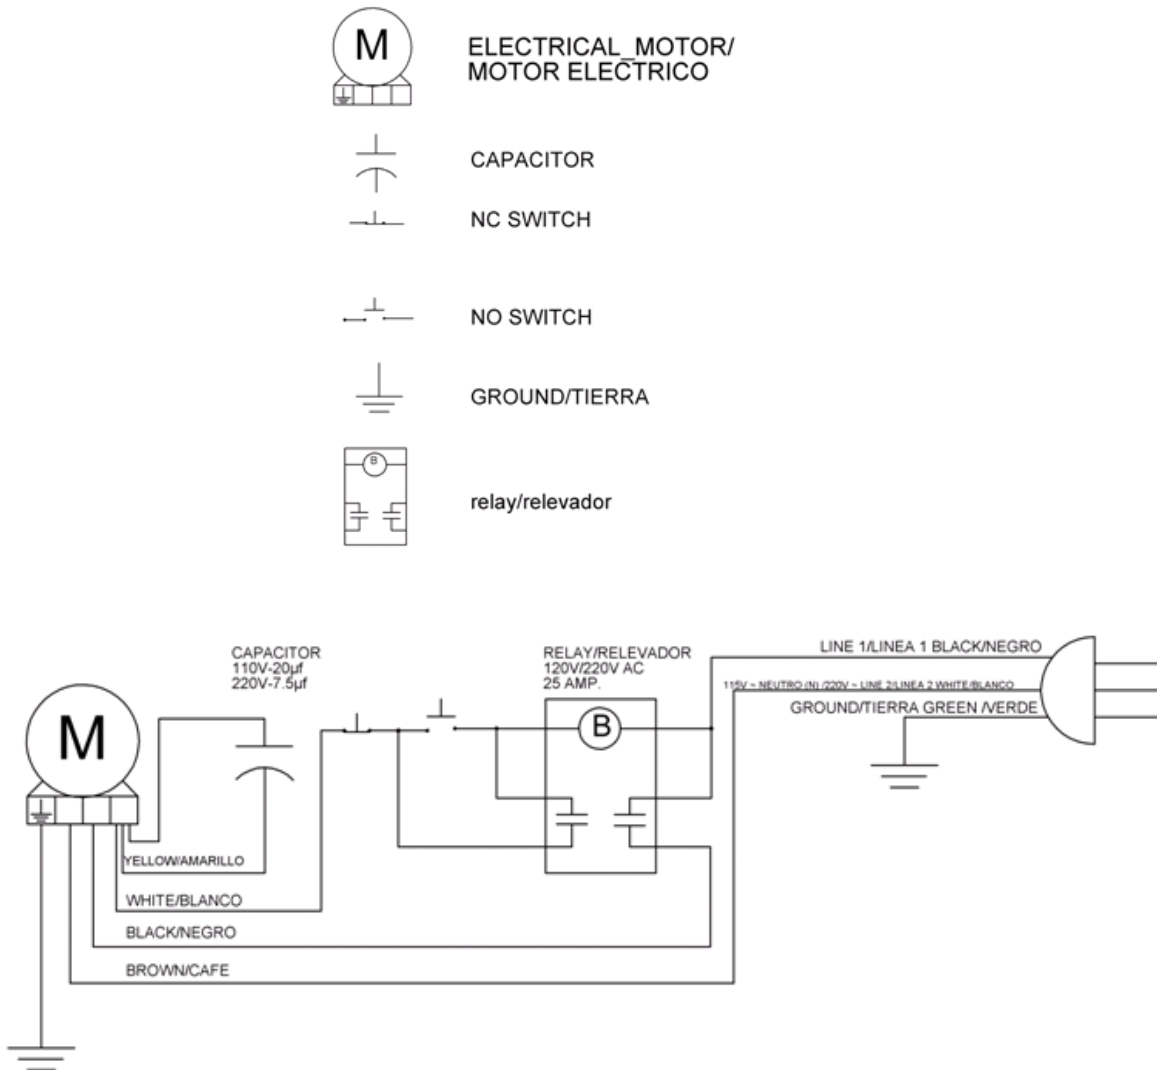 M
ELECTRICAL_MOTOR/
MOTOR ELECTRICO
CAPACITOR
NC SWITCH
NO SWITCH
GROUND/TIERRA
B
relay/relevador
CAPACITOR
110V-20µf
220V-7.5µf
RELAY/RELEVADOR
120V/220V AC
25 AMP.
LINE 1/LINEA 1 BLACK/NEGRO
115V ~ NEUTRO (N) /220V ~ LINE 2/LINEA 2 WHITE/BLANCO
GROUND/TIERRA GREEN /VERDE
M
B
YELLOW/AMARILLO
WHITE/BLANCO
BLACK/NEGRO
BROWN/CAFE